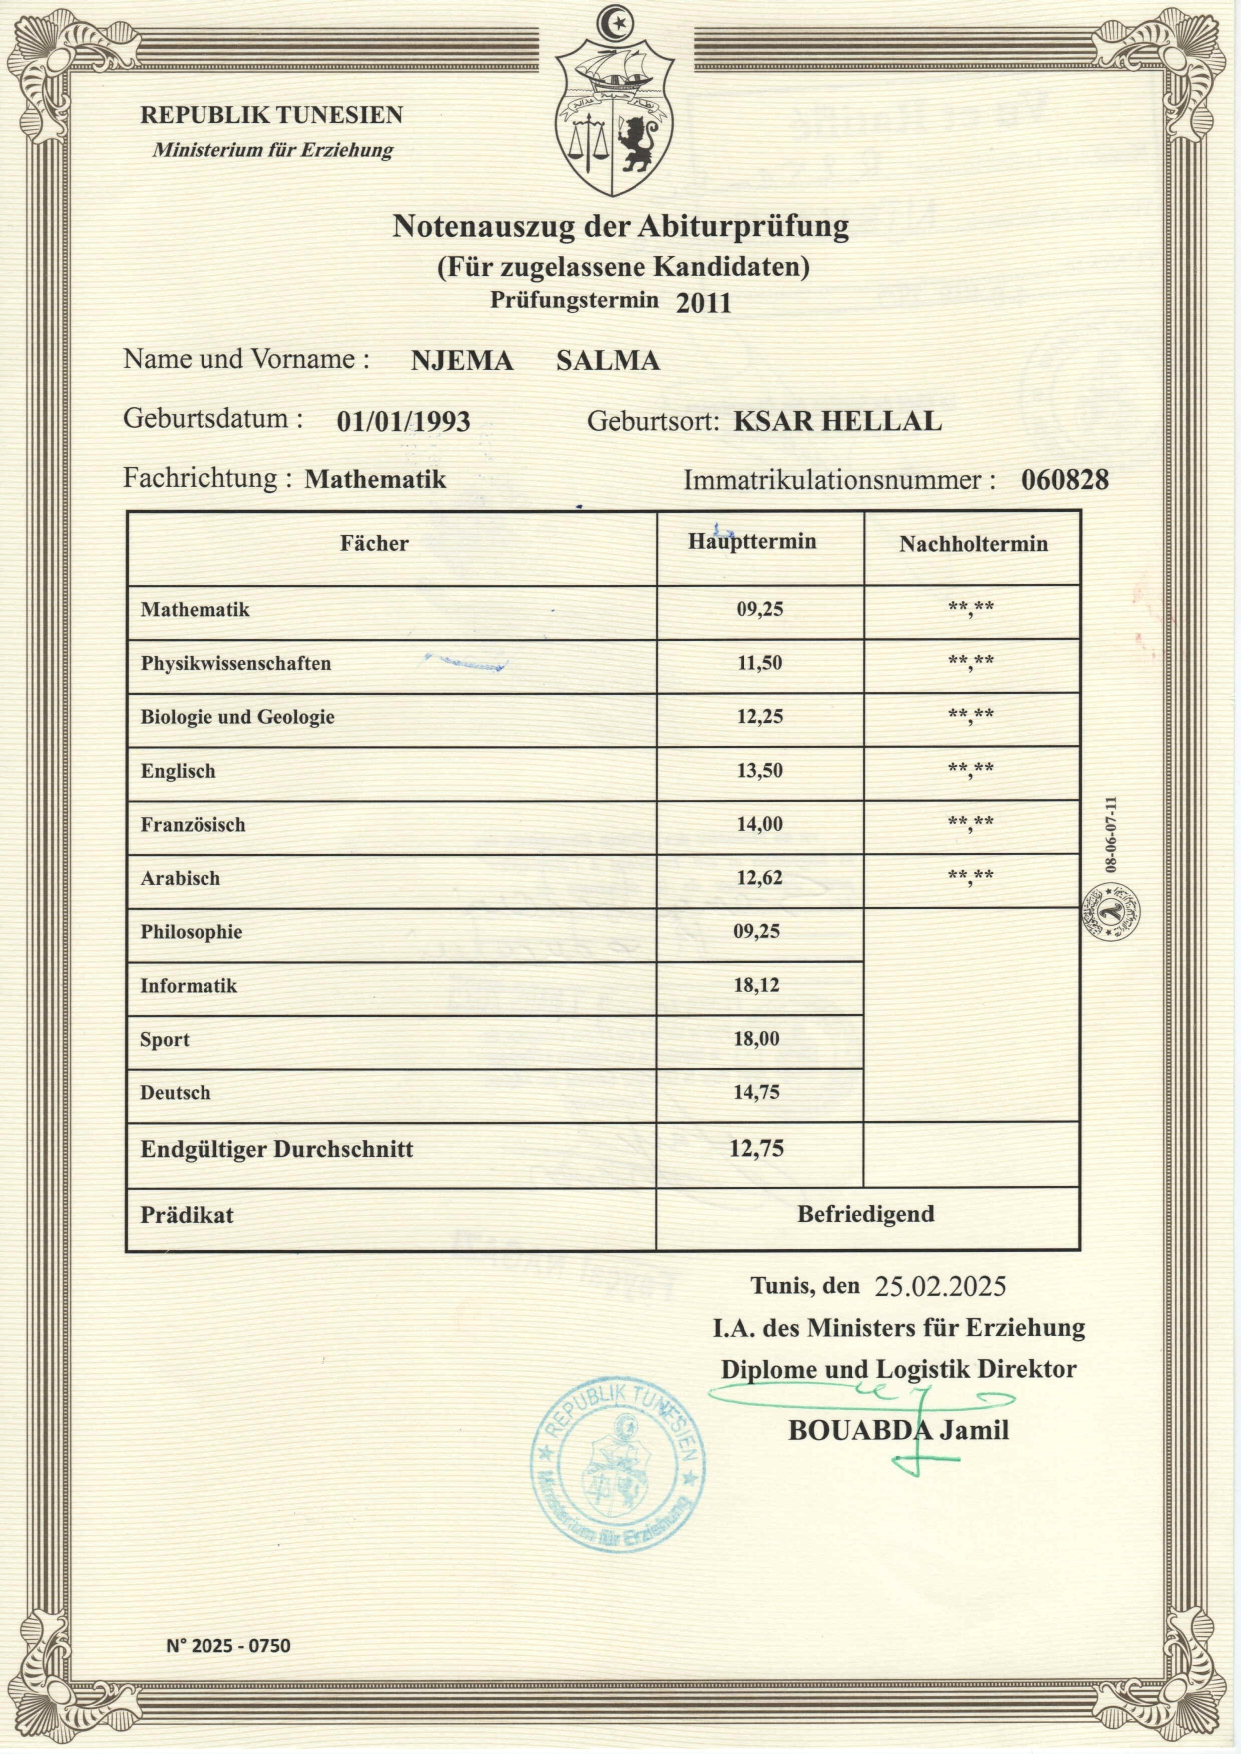 REPUBLIK TUNESIEN
Ministerium für Erziehung
Notenauszug der Abiturprüfung
(Für zugelassene Kandidaten)
Prüfungstermin 2011
Name und Vorname : NJEMA SALMA
Geburtsdatum : 01/01/1993 Geburtsort: KSAR HELLAL
Fachrichtung : Mathematik Immatrikulationsnummer : 060828
Fächer Haupttermin Nachholtermin
Mathematik 09,25 **,**
Physikwissenschaften 11,50 **,**
Biologie und Geologie 12,25 **,**
Englisch 13,50 **,**
Französisch 14,00 **,**
Arabisch 12,62 **,**
Philosophie 09,25
Informatik 18,12
Sport 18,00
Deutsch 14,75
Endgültiger Durchschnitt 12,75
Prädikat Befriedigend
08-06-07-11
Tunis, den 25.02.2025
I.A. des Ministers für Erziehung
Diplome und Logistik Direktor
BOUABDA Jamil
REPUBLIK TUNESIEN
Ministerium für Erziehung
N° 2025 - 0750